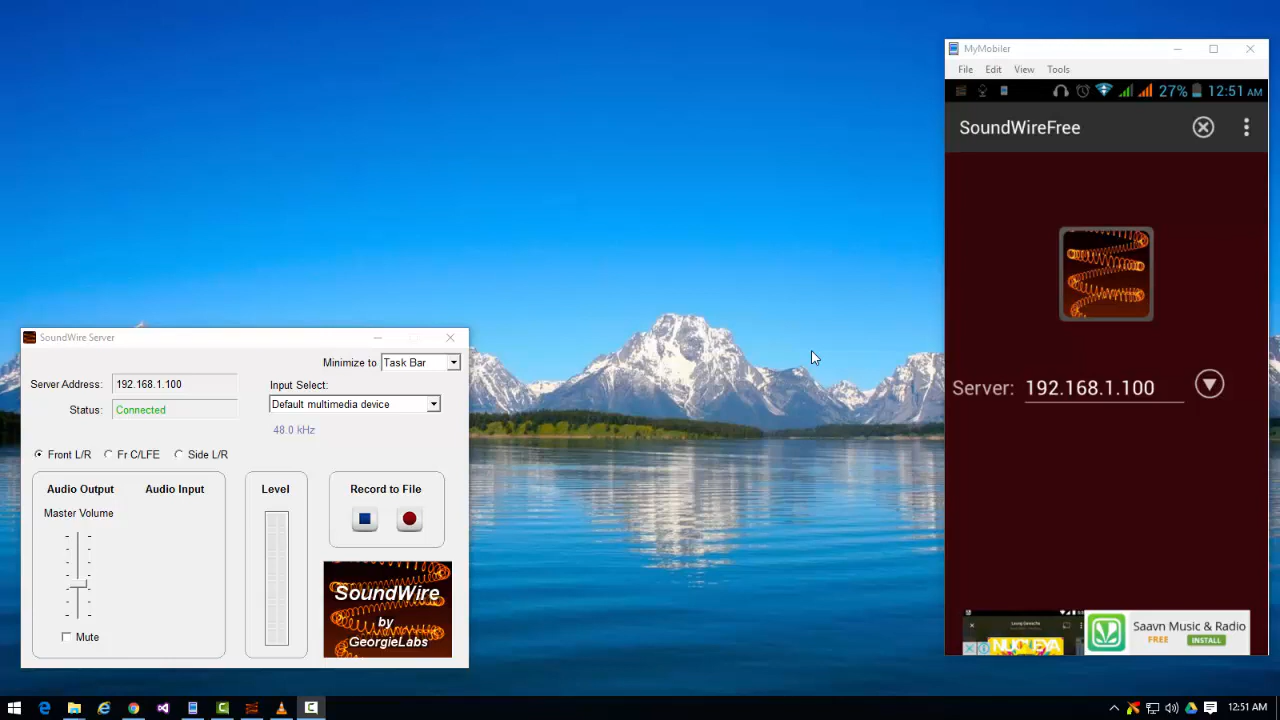 MyMobiler
File Edit View Tools
27% 12:51 AM
SoundWireFree
Server: 192.168.1.100
NUCLEYA
Saavn Music & Radio
FREE INSTALL
SoundWire Server
Minimize to Task Bar
Server Address: 192.168.1.100
Input Select:
Status: Connected
Default multimedia device
48.0 kHz
Front L/R Fr C/LFE Side L/R
Audio Output Audio Input
Level
Record to File
Master Volume
Mute
SoundWire
by
GeorgieLabs
12:51 AM